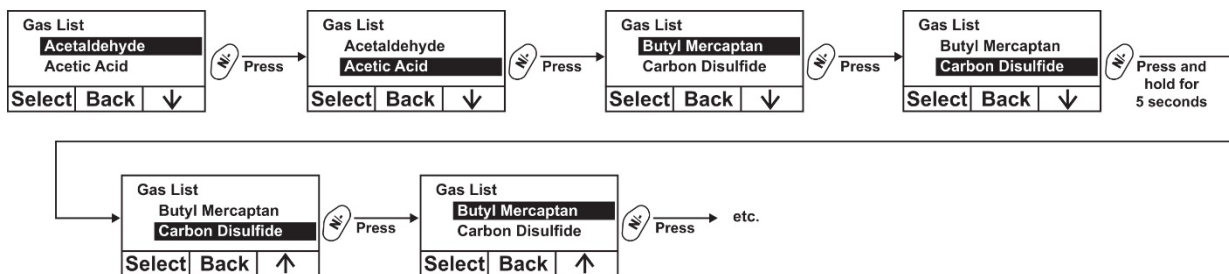 Gas List
Acetaldehyde
Acetic Acid
Select Back ↓
N/-
Press
Gas List
Acetaldehyde
Acetic Acid
Select Back ↓
N/-
Press
Gas List
Butyl Mercaptan
Carbon Disulfide
Select Back ↓
N/-
Press
Gas List
Butyl Mercaptan
Carbon Disulfide
Select Back ↓
N/-
Press and
hold for
5 seconds
Gas List
Butyl Mercaptan
Carbon Disulfide
Select Back ↑
N/-
Press
Gas List
Butyl Mercaptan
Carbon Disulfide
Select Back ↑
N/-
Press
etc.